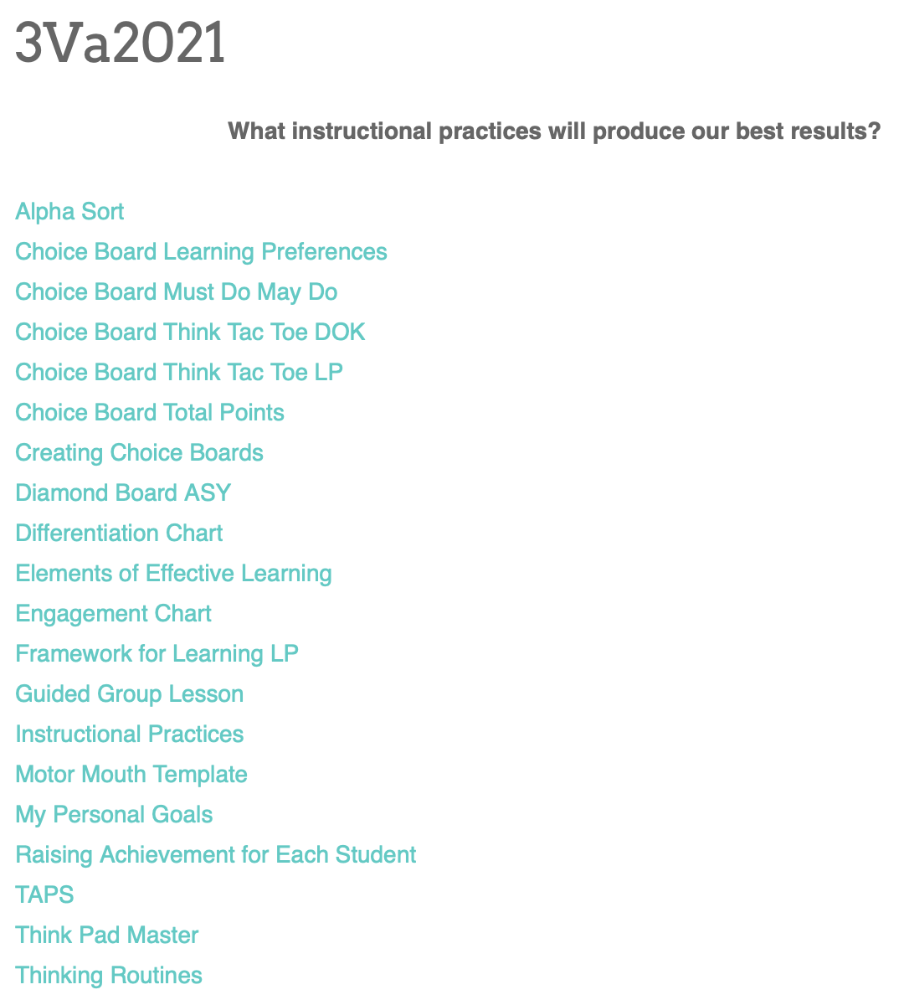 3Va2021
What instructional practices will produce our best results?
Alpha Sort
Choice Board Learning Preferences
Choice Board Must Do May Do
Choice Board Think Tac Toe DOK
Choice Board Think Tac Toe LP
Choice Board Total Points
Creating Choice Boards
Diamond Board ASY
Differentiation Chart
Elements of Effective Learning
Engagement Chart
Framework for Learning LP
Guided Group Lesson
Instructional Practices
Motor Mouth Template
My Personal Goals
Raising Achievement for Each Student
TAPS
Think Pad Master
Thinking Routines